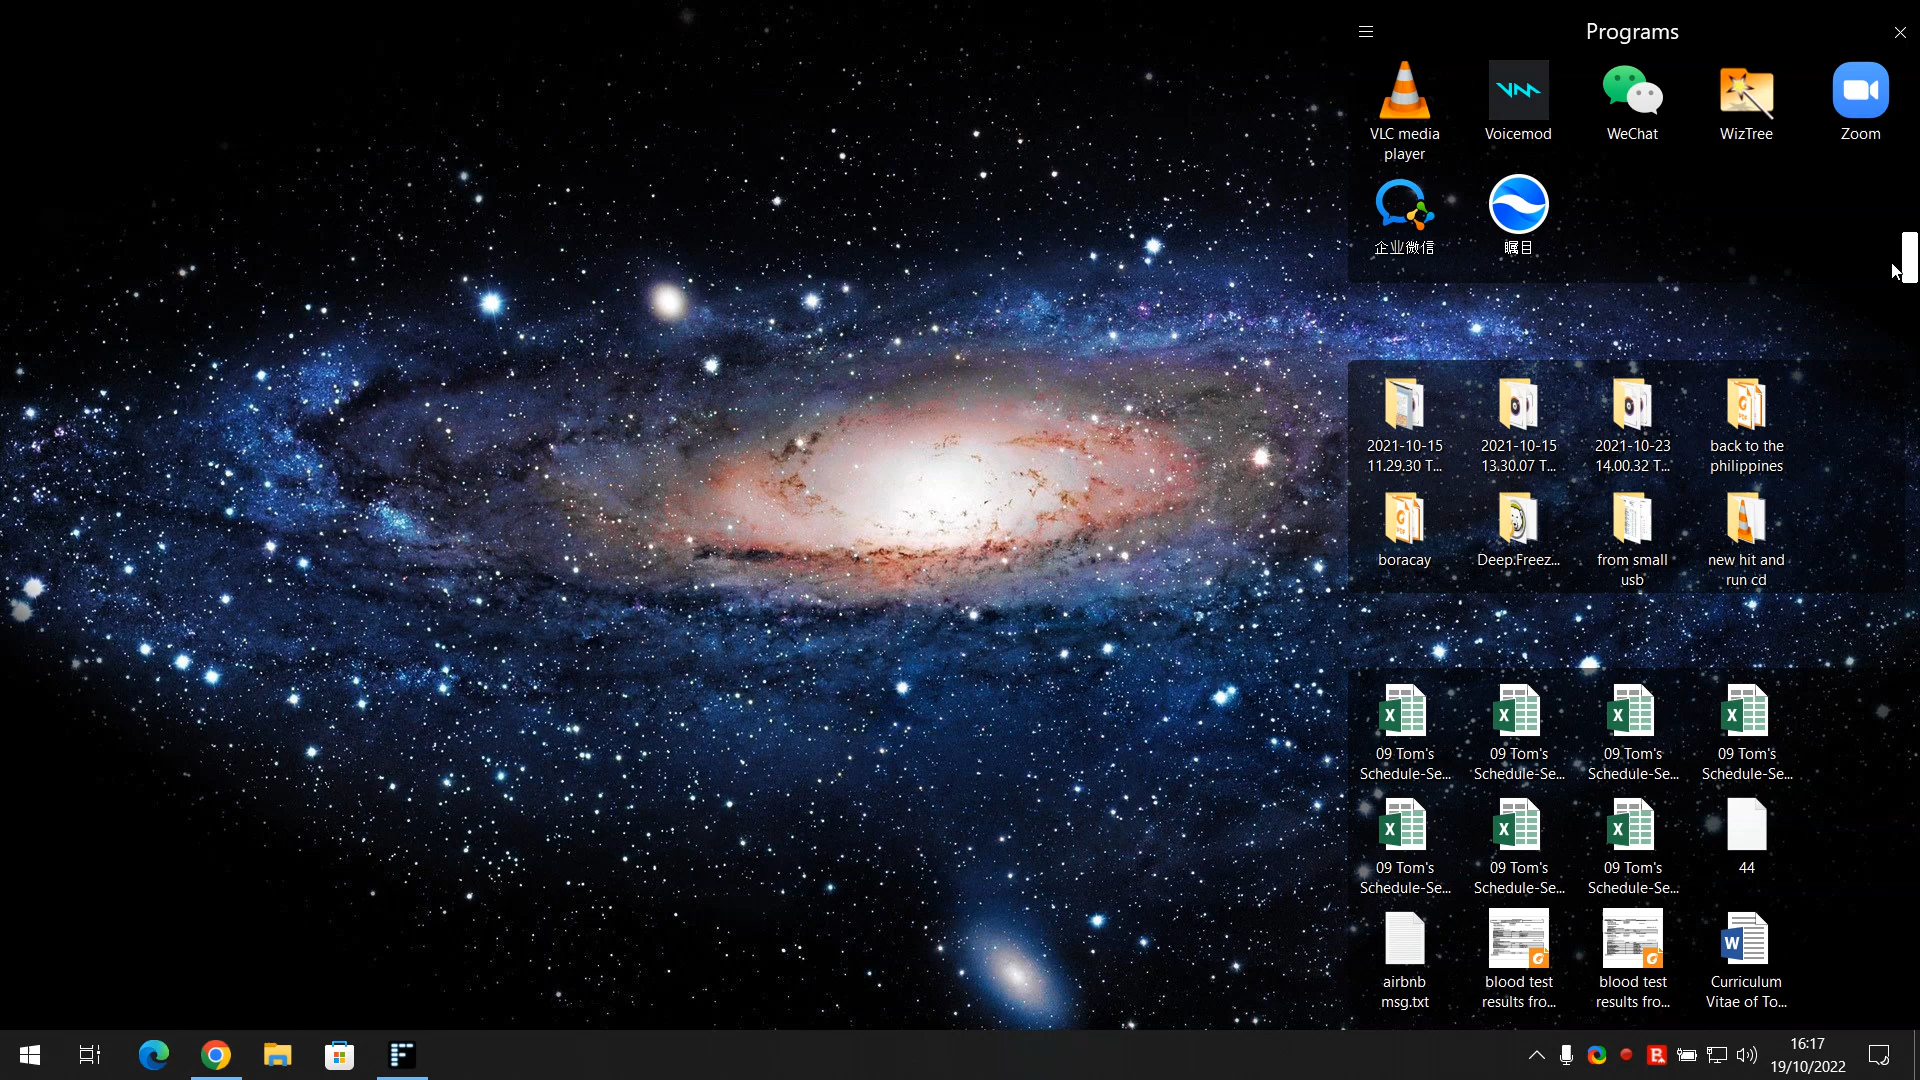 Programs
VLC media
player
Voicemod
WeChat
WizTree
Zoom
企业微信
瞩目
2021-10-15
11.29.30 T...
2021-10-15
13.30.07 T...
2021-10-23
14.00.32 T...
back to the
philippines
boracay
Deep.Freez...
from small
usb
new hit and
run cd
09 Tom's
Schedule-Se...
09 Tom's
Schedule-Se...
09 Tom's
Schedule-Se...
09 Tom's
Schedule-Se...
09 Tom's
Schedule-Se...
09 Tom's
Schedule-Se...
09 Tom's
Schedule-Se...
44
airbnb
msg.txt
blood test
results fro...
blood test
results fro...
Curriculum
Vitae of To...
16:17
19/10/2022